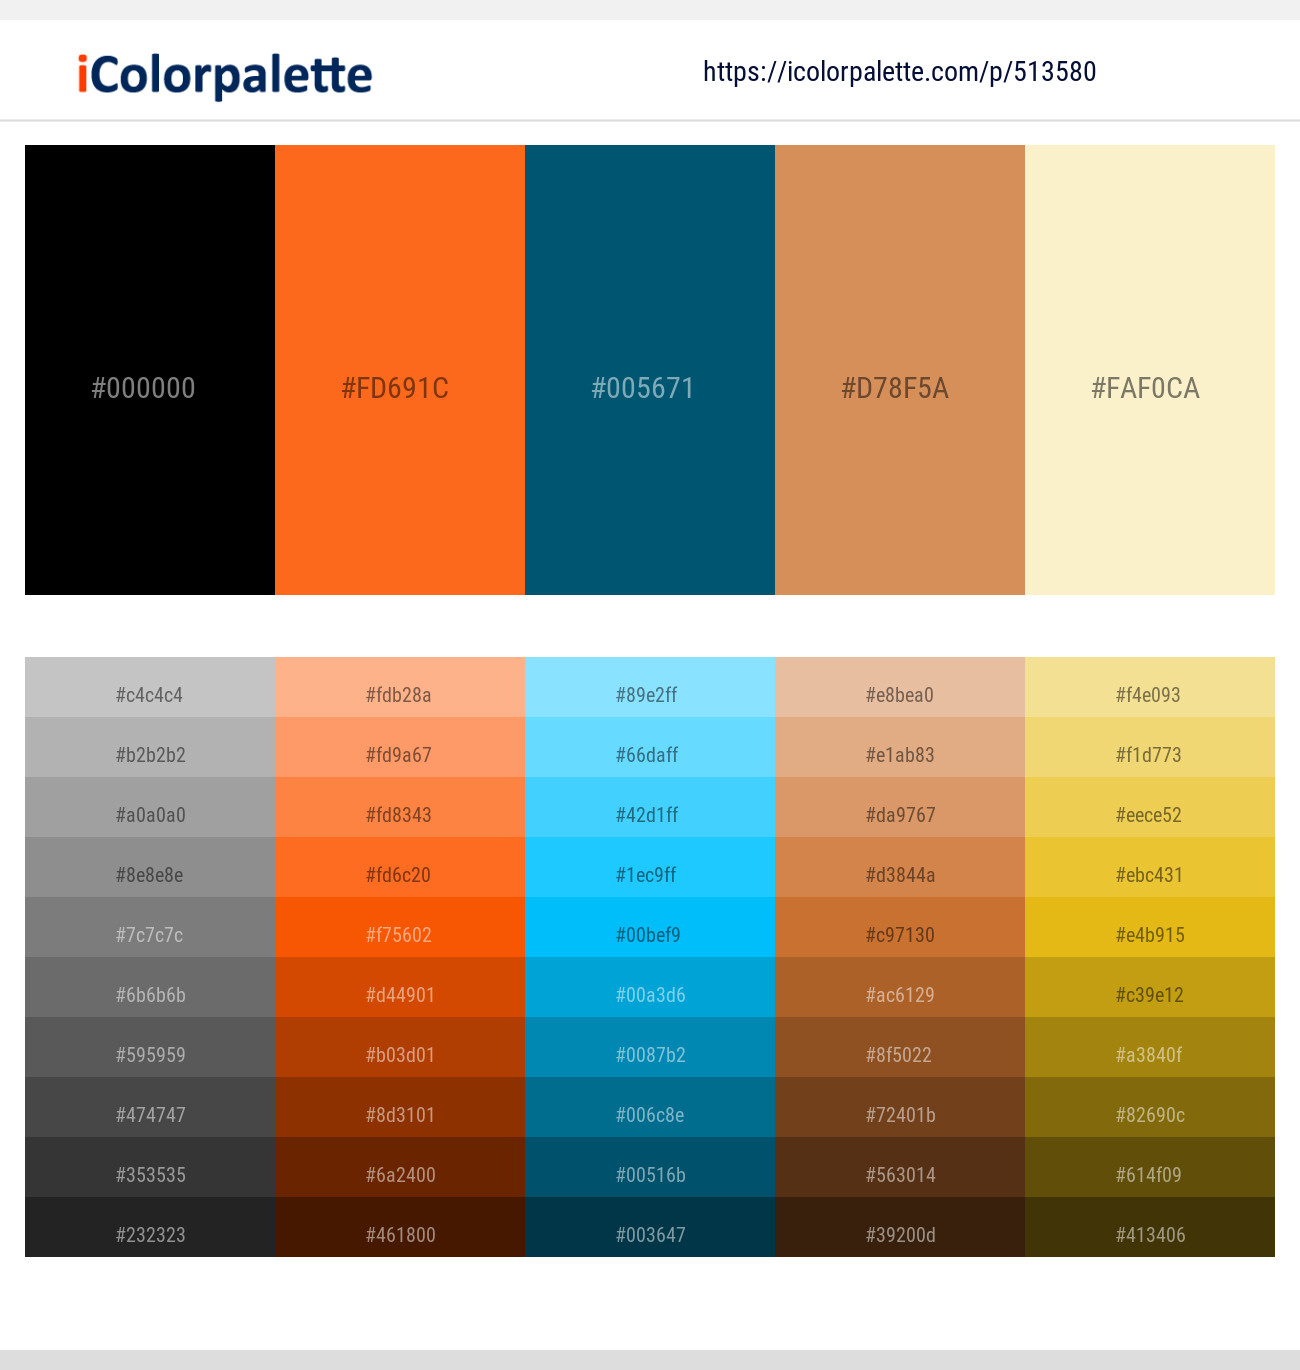 iColorpalette
https://icolorpalette.com/p/513580
#000000 #FD691C #005671 #D78F5A #FAF0CA
#c4c4c4 #fdb28a #89e2ff #e8bea0 #f4e093
#b2b2b2 #fd9a67 #66daff #e1ab83 #f1d773
#a0a0a0 #fd8343 #42d1ff #da9767 #eece52
#8e8e8e #fd6c20 #1ec9ff #d3844a #ebc431
#7c7c7c #f75602 #00bef9 #c97130 #e4b915
#6b6b6b #d44901 #00a3d6 #ac6129 #c39e12
#595959 #b03d01 #0087b2 #8f5022 #a3840f
#474747 #8d3101 #006c8e #72401b #82690c
#353535 #6a2400 #00516b #563014 #614f09
#232323 #461800 #003647 #39200d #413406